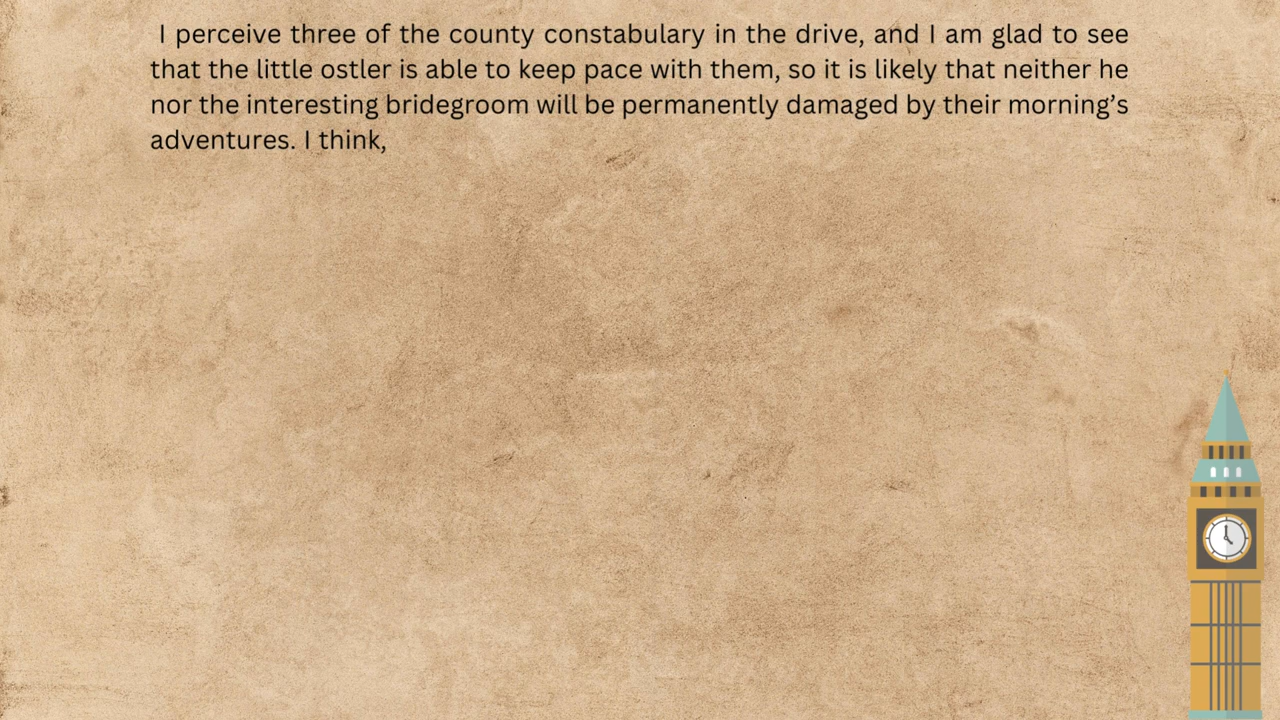 I perceive three of the county constabulary in the drive, and I am glad to see
that the little ostler is able to keep pace with them, so it is likely that neither he
nor the interesting bridegroom will be permanently damaged by their morning’s
adventures. I think,